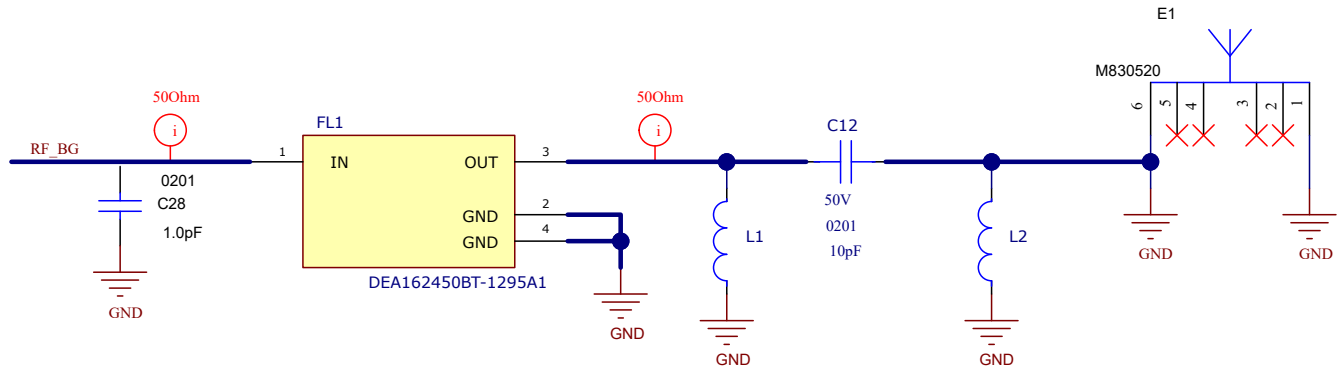 E1
M830520
6
5
4
3
2
1
50Ohm
i
50Ohm
i
FL1
C12
RF_BG
1
IN
OUT
3
0201
C28
1.0pF
GND
2
GND
4
50V
0201
10pF
L1
L2
GND
GND
DEA162450BT-1295A1
GND
GND
GND
GND